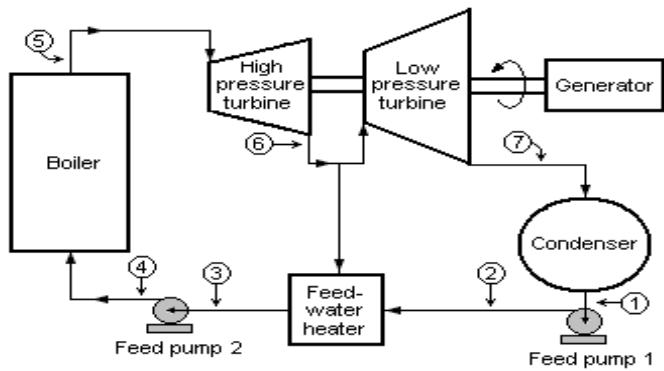 ⑤
High
pressure
turbine
Low
pressure
turbine
Generator
⑥
⑦
Boiler
Condenser
④
③
②
①
Feed-
water
heater
Feed pump 2
Feed pump 1